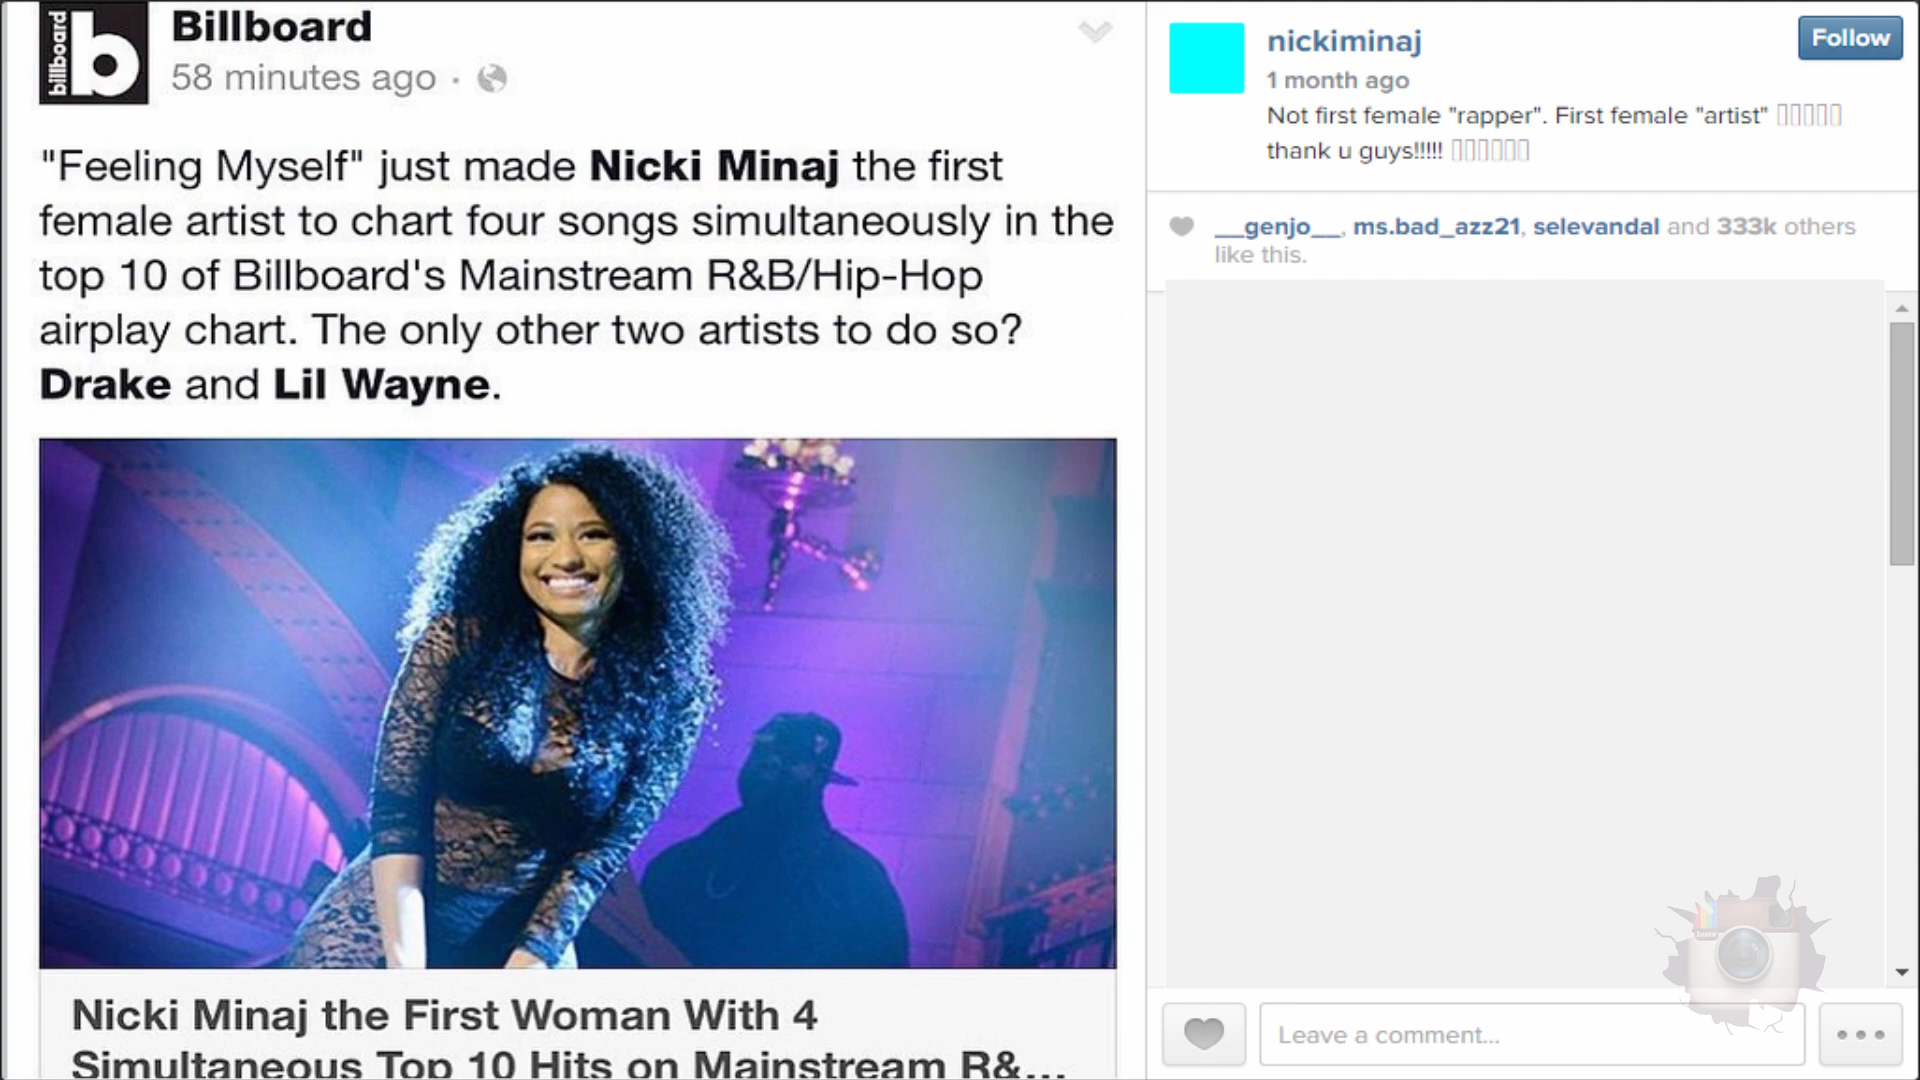 billboard
b
Billboard
58 minutes ago ·
"Feeling Myself" just made Nicki Minaj the first
female artist to chart four songs simultaneously in the
top 10 of Billboard's Mainstream R&B/Hip-Hop
airplay chart. The only other two artists to do so?
Drake and Lil Wayne.
Nicki Minaj the First Woman With 4
Simultaneous Top 10 Hits on Mainstream R&...
nickiminaj
Follow
1 month ago
Not first female "rapper". First female "artist"
thank u guys!!!!!
__genjo__, ms.bad_azz21, selevandal and 333k others
like this.
Insta
Leave a comment...